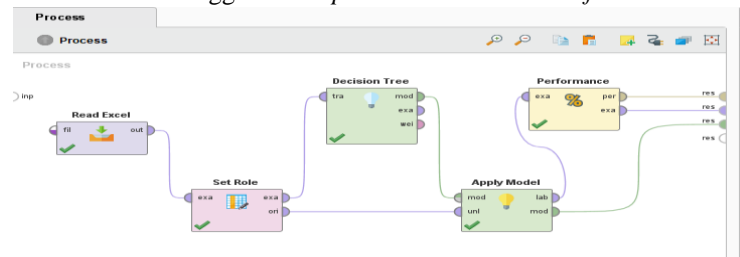 Process
Process
Process
inp
Read Excel
fil
out
Set Role
exa
exa
ori
Decision Tree
tra
mod
exa
wei
Apply Model
mod
lab
unl
mod
Performance
%
exa
per
exa
res
res
res
res